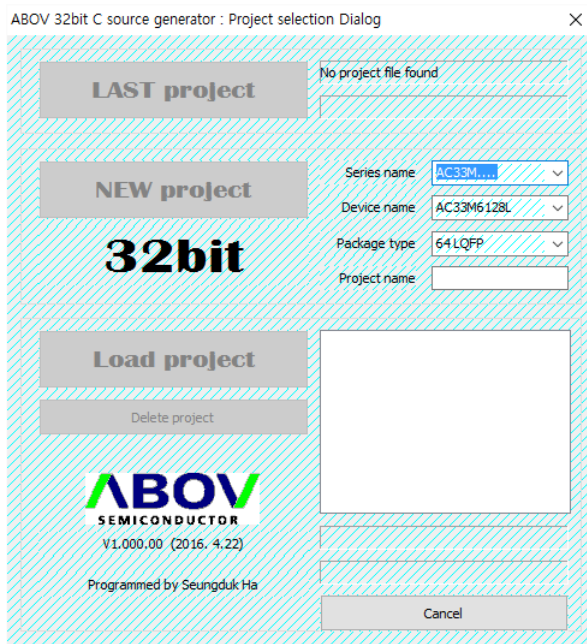 ABOV 32bit C source generator : Project selection Dialog
LAST project
No project file found
NEW project
Series name
AC33M....
Device name
AC33M6128L
32bit
Package type
64 LQFP
Project name
Load project
Delete project
ABOV
SEMICONDUCTOR
V1.000.00 (2016. 4.22)
Programmed by Seungduk Ha
Cancel